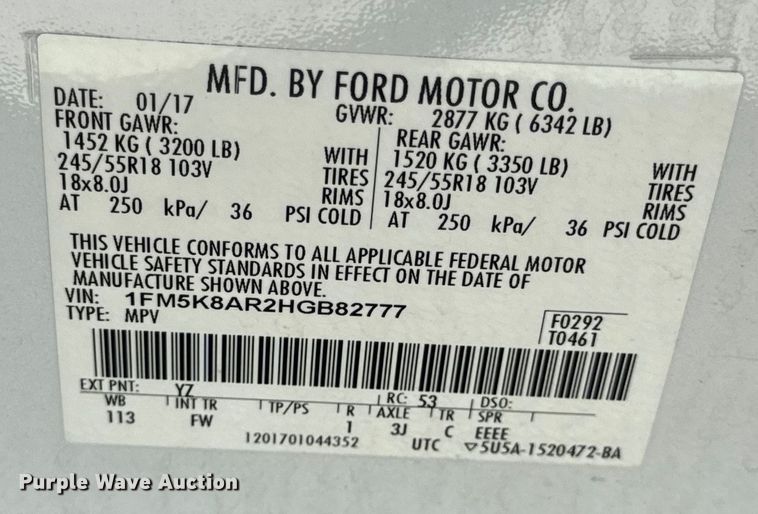 MFD. BY FORD MOTOR CO.
DATE: 01/17
GVWR: 2877 KG ( 6342 LB)
FRONT GAWR:
1452 KG ( 3200 LB)
WITH
245/55R18 103V
TIRES
18x8.0J
RIMS
AT 250 kPa/ 36 PSI COLD
REAR GAWR:
1520 KG ( 3350 LB)
WITH
245/55R18 103V
TIRES
18x8.0J
RIMS
AT 250 kPa/ 36 PSI COLD
THIS VEHICLE CONFORMS TO ALL APPLICABLE FEDERAL MOTOR
VEHICLE SAFETY STANDARDS IN EFFECT ON THE DATE OF
MANUFACTURE SHOWN ABOVE.
VIN: 1FM5K8AR2HGB82777
TYPE: MPV
F0292
T0461
EXT PNT: YZ RC: 53 DSO:
WB INT TR TP/PS R AXLE TR SPR
113 FW 1 3J C EEEE
1201701044352 UTC ▽5U5A-1520472-BA
Purple Wave Auction